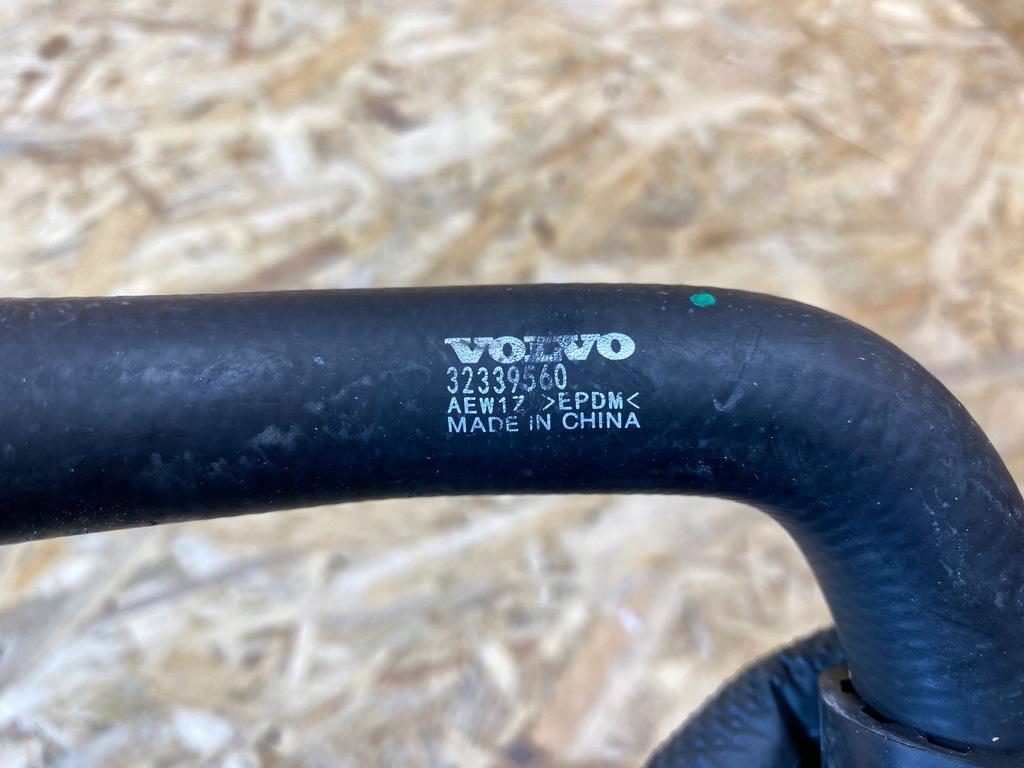 VOLVO
32339560
AEW1Z >EPDM<
MADE IN CHINA